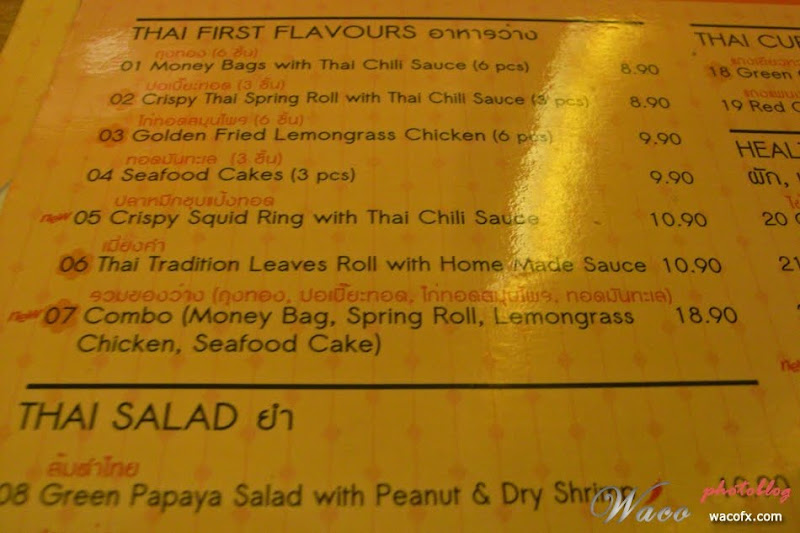 THAI FIRST FLAVOURS อาหารว่าง
ถุงทอง (6 ชิ้น)
01 Money Bags with Thai Chili Sauce (6 pcs) 8.90
ปอเปี๊ยะทอด (3 ชิ้น)
02 Crispy Thai Spring Roll with Thai Chili Sauce (3 pcs) 8.90
ไก่ทอดสมุนไพร (6 ชิ้น)
03 Golden Fried Lemongrass Chicken (6 pcs) 9.90
ทอดมันทะเล (3 ชิ้น)
04 Seafood Cakes (3 pcs) 9.90
ปลาหมึกชุบแป้งทอด
new 05 Crispy Squid Ring with Thai Chili Sauce 10.90
เมี่ยงคำ
06 Thai Tradition Leaves Roll with Home Made Sauce 10.90
รวมของว่าง (ถุงทอง, ปอเปี๊ยะทอด, ไก่ทอดสมุนไพร, ทอดมันทะเล)
new 07 Combo (Money Bag, Spring Roll, Lemongrass 18.90
Chicken, Seafood Cake)
THAI SALAD ยำ
ส้มตำไทย
08 Green Papaya Salad with Peanut & Dry Shrimp
THAI CUR
18 Green
19 Red
HEAL
ผัก,
20
21
new
Waco photoblog
wacofx.com